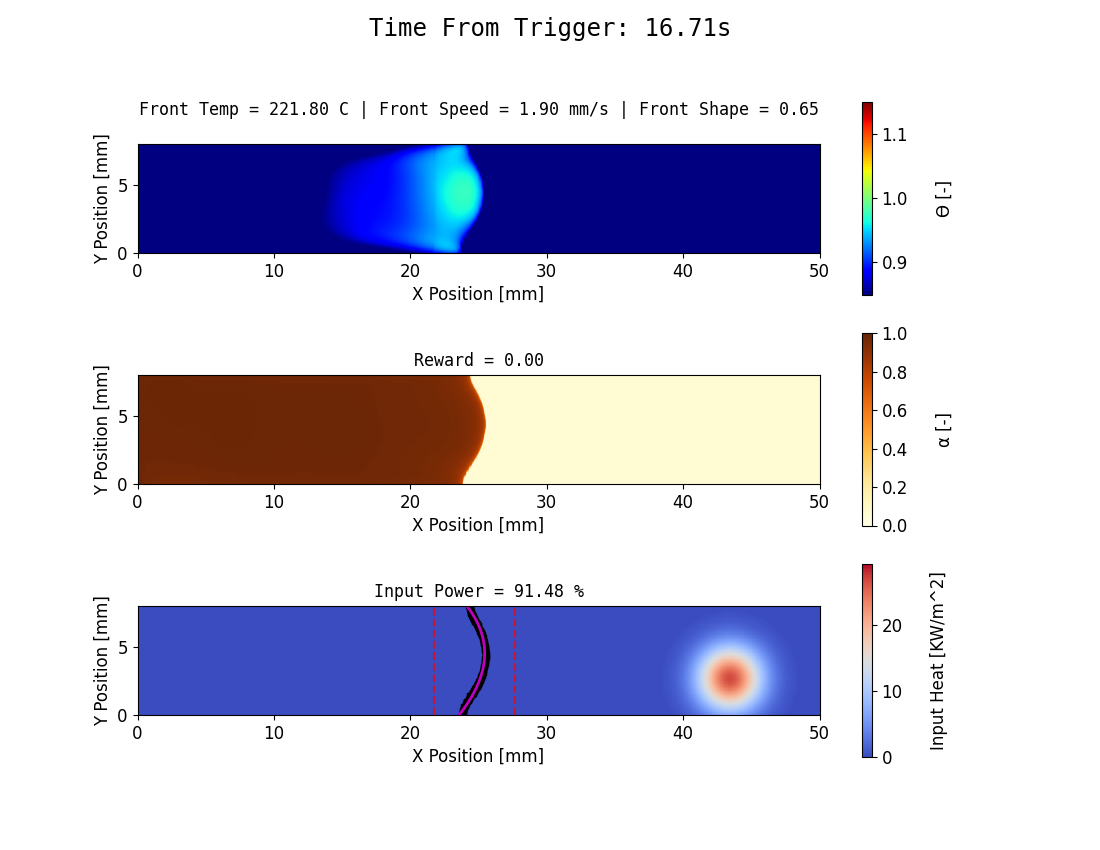 Time From Trigger: 16.71s
Front Temp = 221.80 C | Front Speed = 1.90 mm/s | Front Shape = 0.65
Y Position [mm]
5
0
0 10 20 30 40 50
X Position [mm]
1.1
1.0
0.9
Θ [-]
Reward = 0.00
Y Position [mm]
5
0
0 10 20 30 40 50
X Position [mm]
1.0
0.8
0.6
0.4
0.2
0.0
α [-]
Input Power = 91.48 %
Y Position [mm]
5
0
0 10 20 30 40 50
X Position [mm]
20
10
0
Input Heat [KW/m^2]